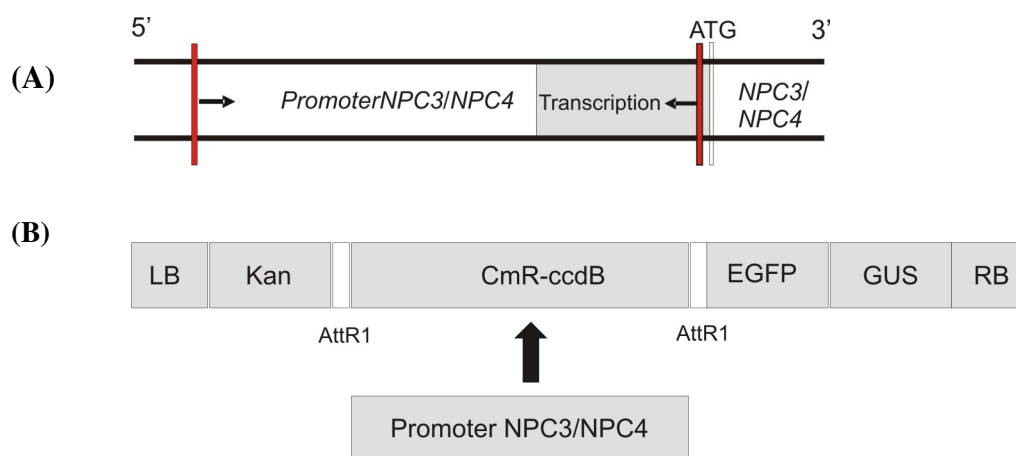 5’ ATG 3’
(A)
PromoterNPC3/NPC4 Transcription NPC3/
NPC4
(B)
LB Kan CmR-ccdB EGFP GUS RB
AttR1 AttR1
Promoter NPC3/NPC4